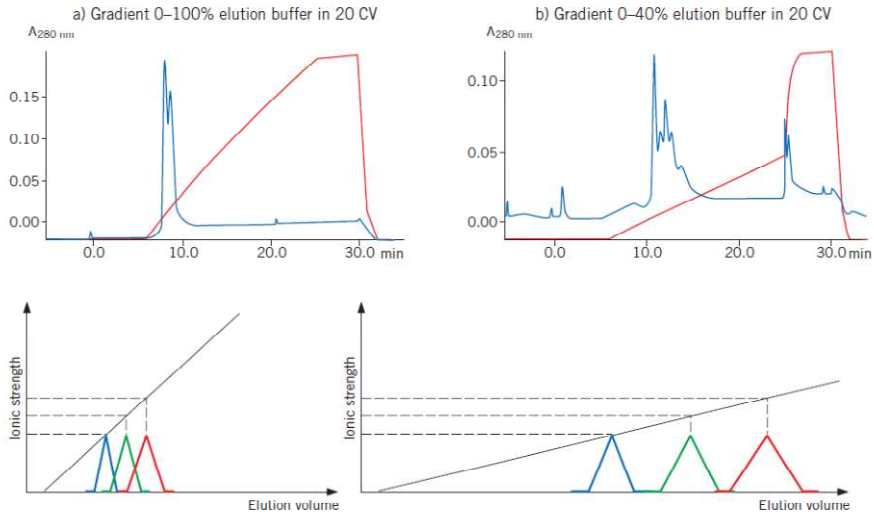 a) Gradient 0–100% elution buffer in 20 CV
A280 nm
0.15
0.10
0.05
0.00
0.0 10.0 20.0 30.0 min
b) Gradient 0–40% elution buffer in 20 CV
A280 nm
0.10
0.05
0.00
0.0 10.0 20.0 30.0 min
Ionic strength
Elution volume
Ionic strength
Elution volume